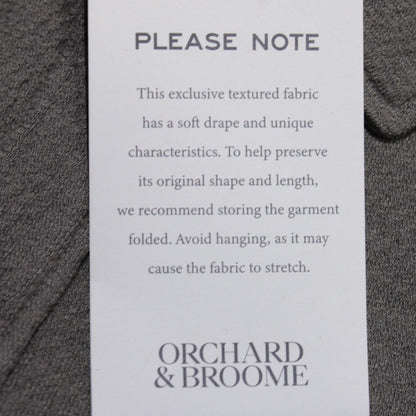 PLEASE NOTE
This exclusive textured fabric
has a soft drape and unique
characteristics. To help preserve
its original shape and length,
we recommend storing the garment
folded. Avoid hanging, as it may
cause the fabric to stretch.
ORCHARD
& BROOME